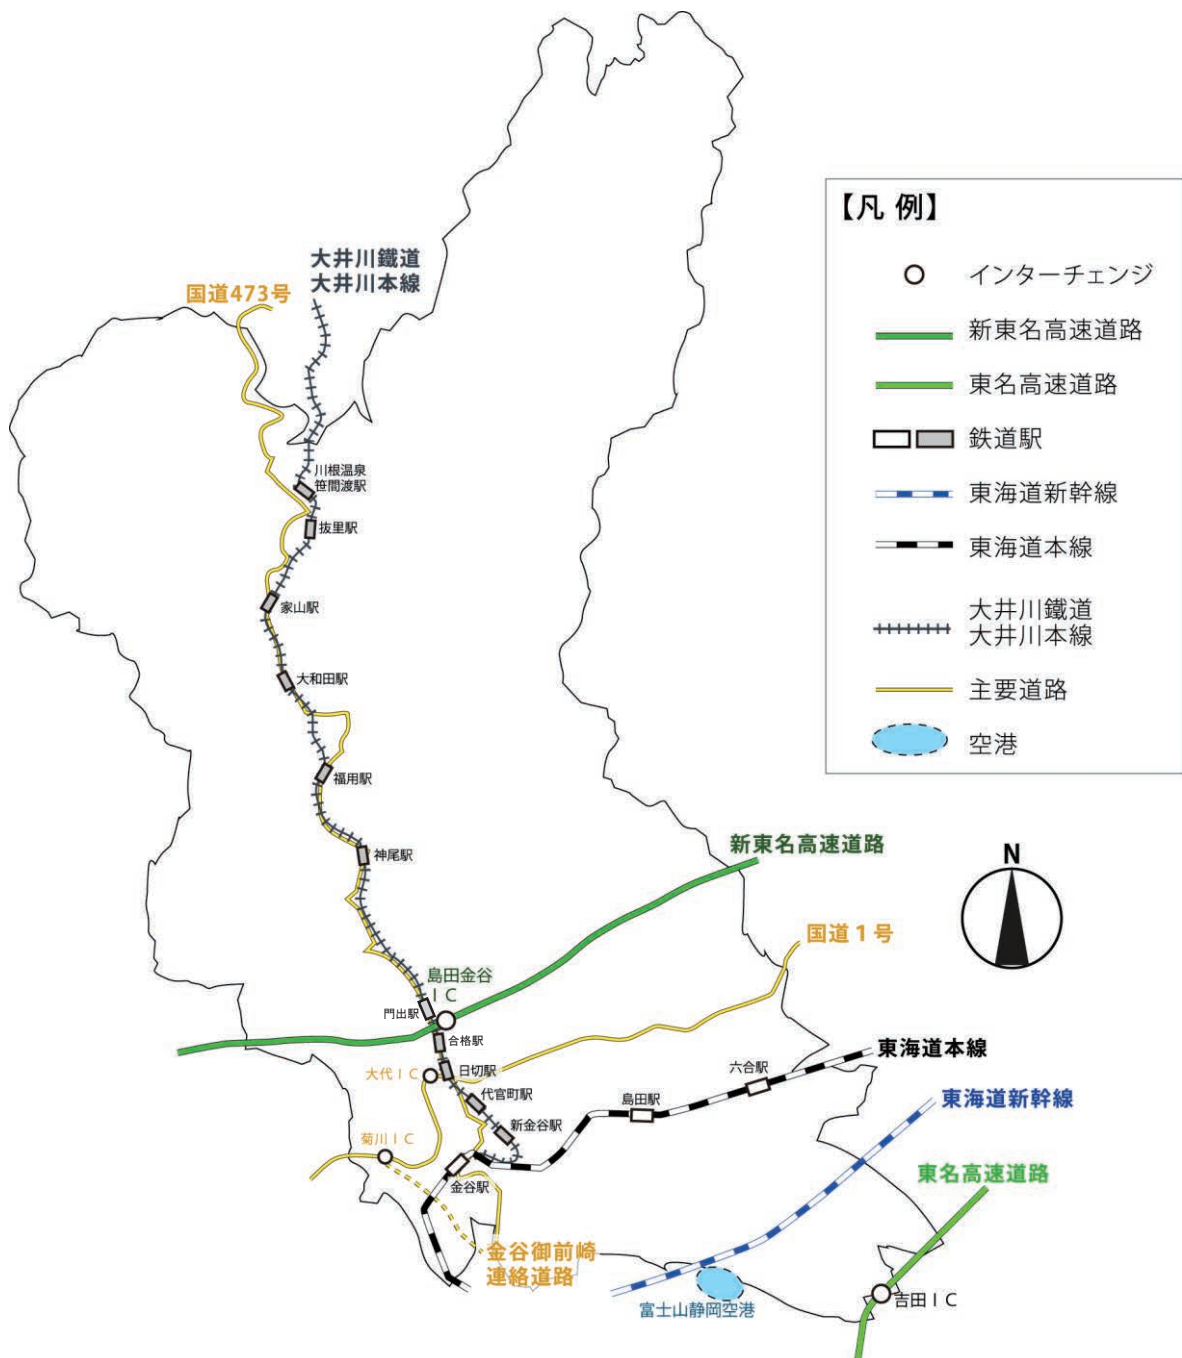 大井川鐵道
大井川本線
国道473号
川根温泉
笹間渡駅
抜里駅
家山駅
大和田駅
福用駅
神尾駅
新東名高速道路
国道1号
島田金谷
IC
門出駅
合格駅
大代IC
日切駅
代官町駅
新金谷駅
菊川IC
金谷駅
島田駅
六合駅
東海道本線
東海道新幹線
東名高速道路
金谷御前崎
連絡道路
富士山静岡空港
吉田IC
【凡 例】
インターチェンジ
新東名高速道路
東名高速道路
鉄道駅
東海道新幹線
東海道本線
大井川鐵道
大井川本線
主要道路
空港
N